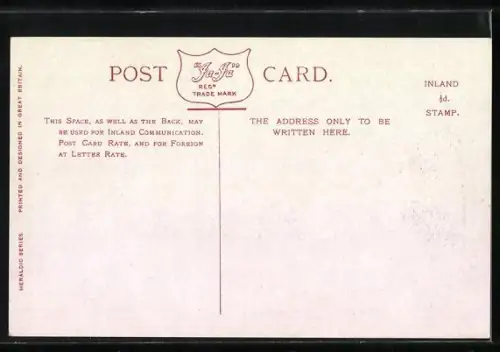 POST CARD.
"Ja-Ja"
REGD
TRADE MARK
INLAND
½d.
STAMP.
THIS SPACE, AS WELL AS THE BACK, MAY
BE USED FOR INLAND COMMUNICATION.
POST CARD RATE, AND FOR FOREIGN
AT LETTER RATE.
THE ADDRESS ONLY TO BE
WRITTEN HERE.
HERALDIC SERIES. PRINTED AND DESIGNED IN GREAT BRITAIN.